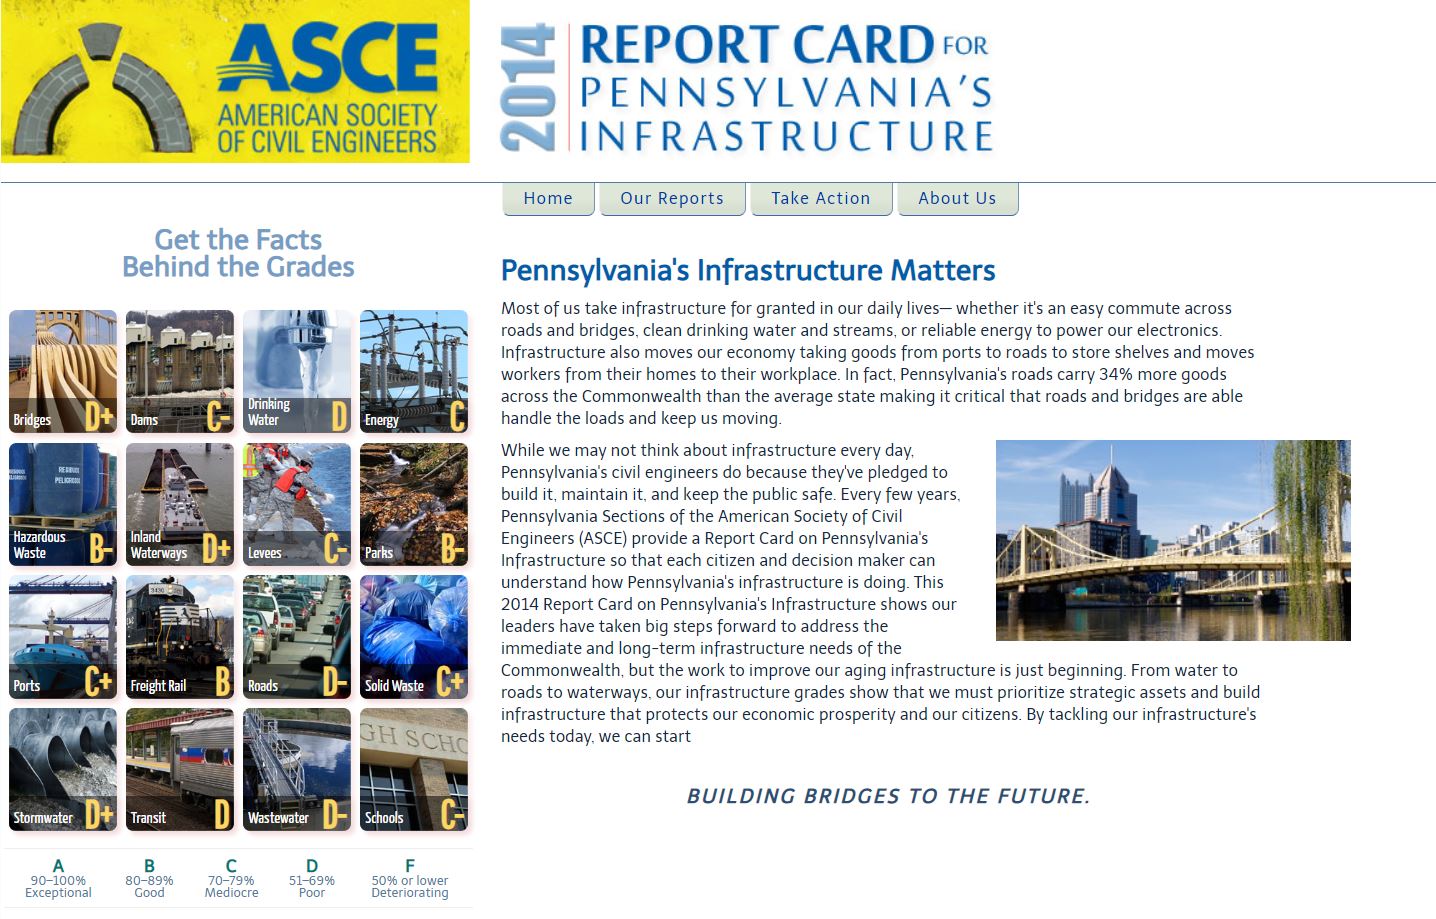 ASCE
AMERICAN SOCIETY
OF CIVIL ENGINEERS
2014
REPORT CARD FOR
PENNSYLVANIA'S
INFRASTRUCTURE
Home
Our Reports
Take Action
About Us
Get the Facts
Behind the Grades
Bridges D+
Dams C-
Drinking
Water D
Energy C
Hazardous
Waste B-
Inland
Waterways D+
Levees C-
Parks B-
Ports C+
Freight Rail B
Roads D-
Solid Waste C+
Stormwater D+
Transit D
Wastewater D-
Schools C-
RESIDUOS
PELIGROSOS
3430
GH SCHO
A
90–100%
Exceptional
B
80–89%
Good
C
70–79%
Mediocre
D
51–69%
Poor
F
50% or lower
Deteriorating
Pennsylvania's Infrastructure Matters
Most of us take infrastructure for granted in our daily lives— whether it's an easy commute across
roads and bridges, clean drinking water and streams, or reliable energy to power our electronics.
Infrastructure also moves our economy taking goods from ports to roads to store shelves and moves
workers from their homes to their workplace. In fact, Pennsylvania's roads carry 34% more goods
across the Commonwealth than the average state making it critical that roads and bridges are able
handle the loads and keep us moving.
While we may not think about infrastructure every day,
Pennsylvania's civil engineers do because they've pledged to
build it, maintain it, and keep the public safe. Every few years,
Pennsylvania Sections of the American Society of Civil
Engineers (ASCE) provide a Report Card on Pennsylvania's
Infrastructure so that each citizen and decision maker can
understand how Pennsylvania's infrastructure is doing. This
2014 Report Card on Pennsylvania's Infrastructure shows our
leaders have taken big steps forward to address the
immediate and long-term infrastructure needs of the
Commonwealth, but the work to improve our aging infrastructure is just beginning. From water to
roads to waterways, our infrastructure grades show that we must prioritize strategic assets and build
infrastructure that protects our economic prosperity and our citizens. By tackling our infrastructure's
needs today, we can start
BUILDING BRIDGES TO THE FUTURE.